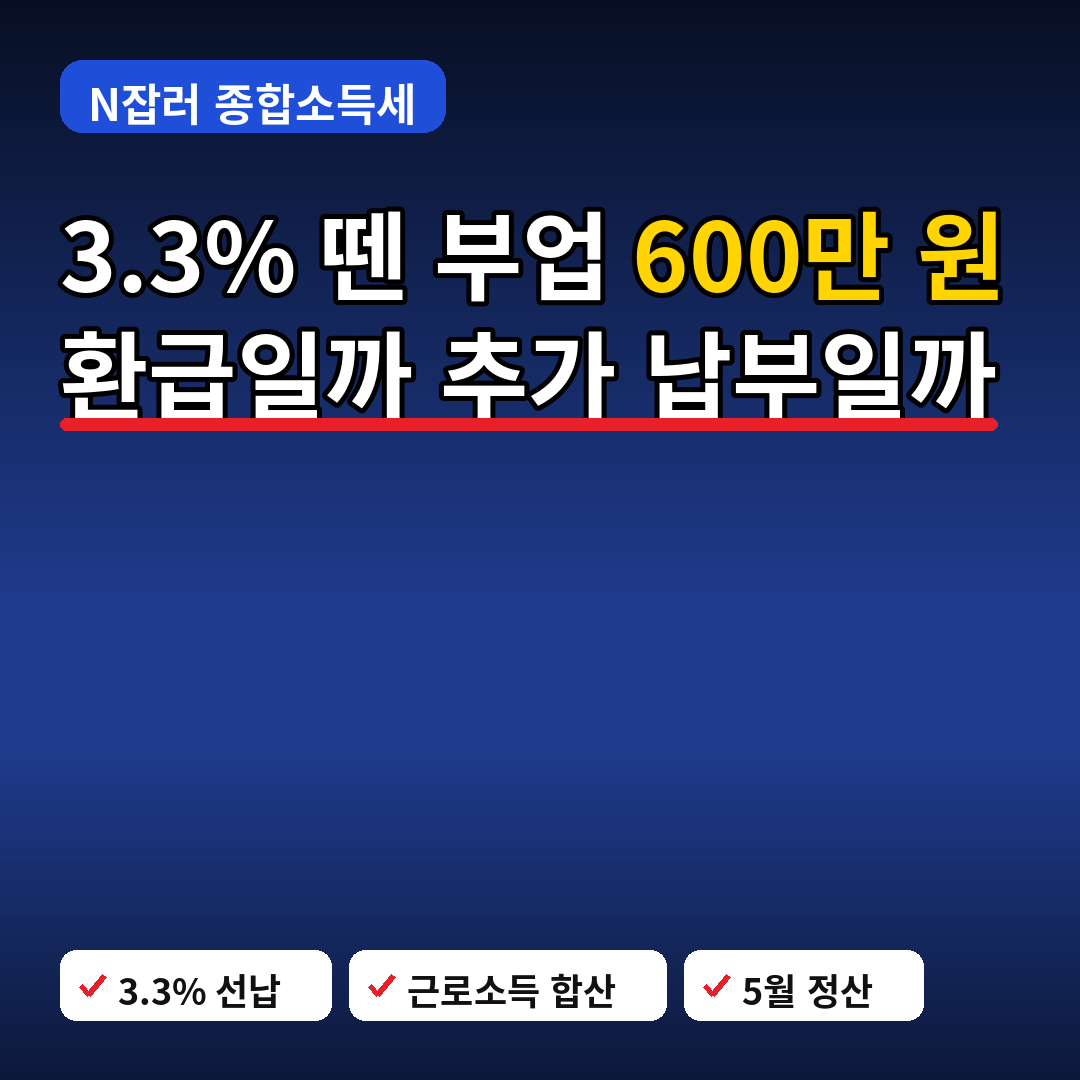 N잡러 종합소득세
3.3% 뗀 부업 600만 원
환급일까 추가 납부일까
3.3% 선납
근로소득 합산
5월 정산